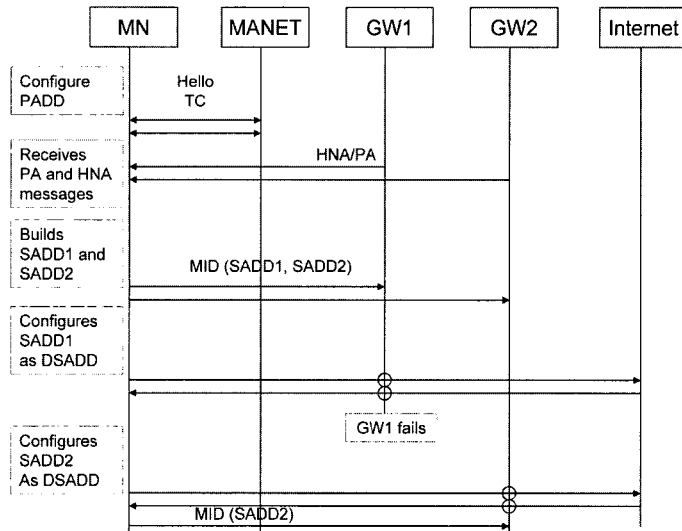 MN MANET GW1 GW2 Internet
Configure
PADD
Hello
TC
Receives
PA and HNA
messages
HNA/PA
Builds
SADD1 and
SADD2
MID (SADD1, SADD2)
Configures
SADD1
as DSADD
GW1 fails
Configures
SADD2
As DSADD
MID (SADD2)